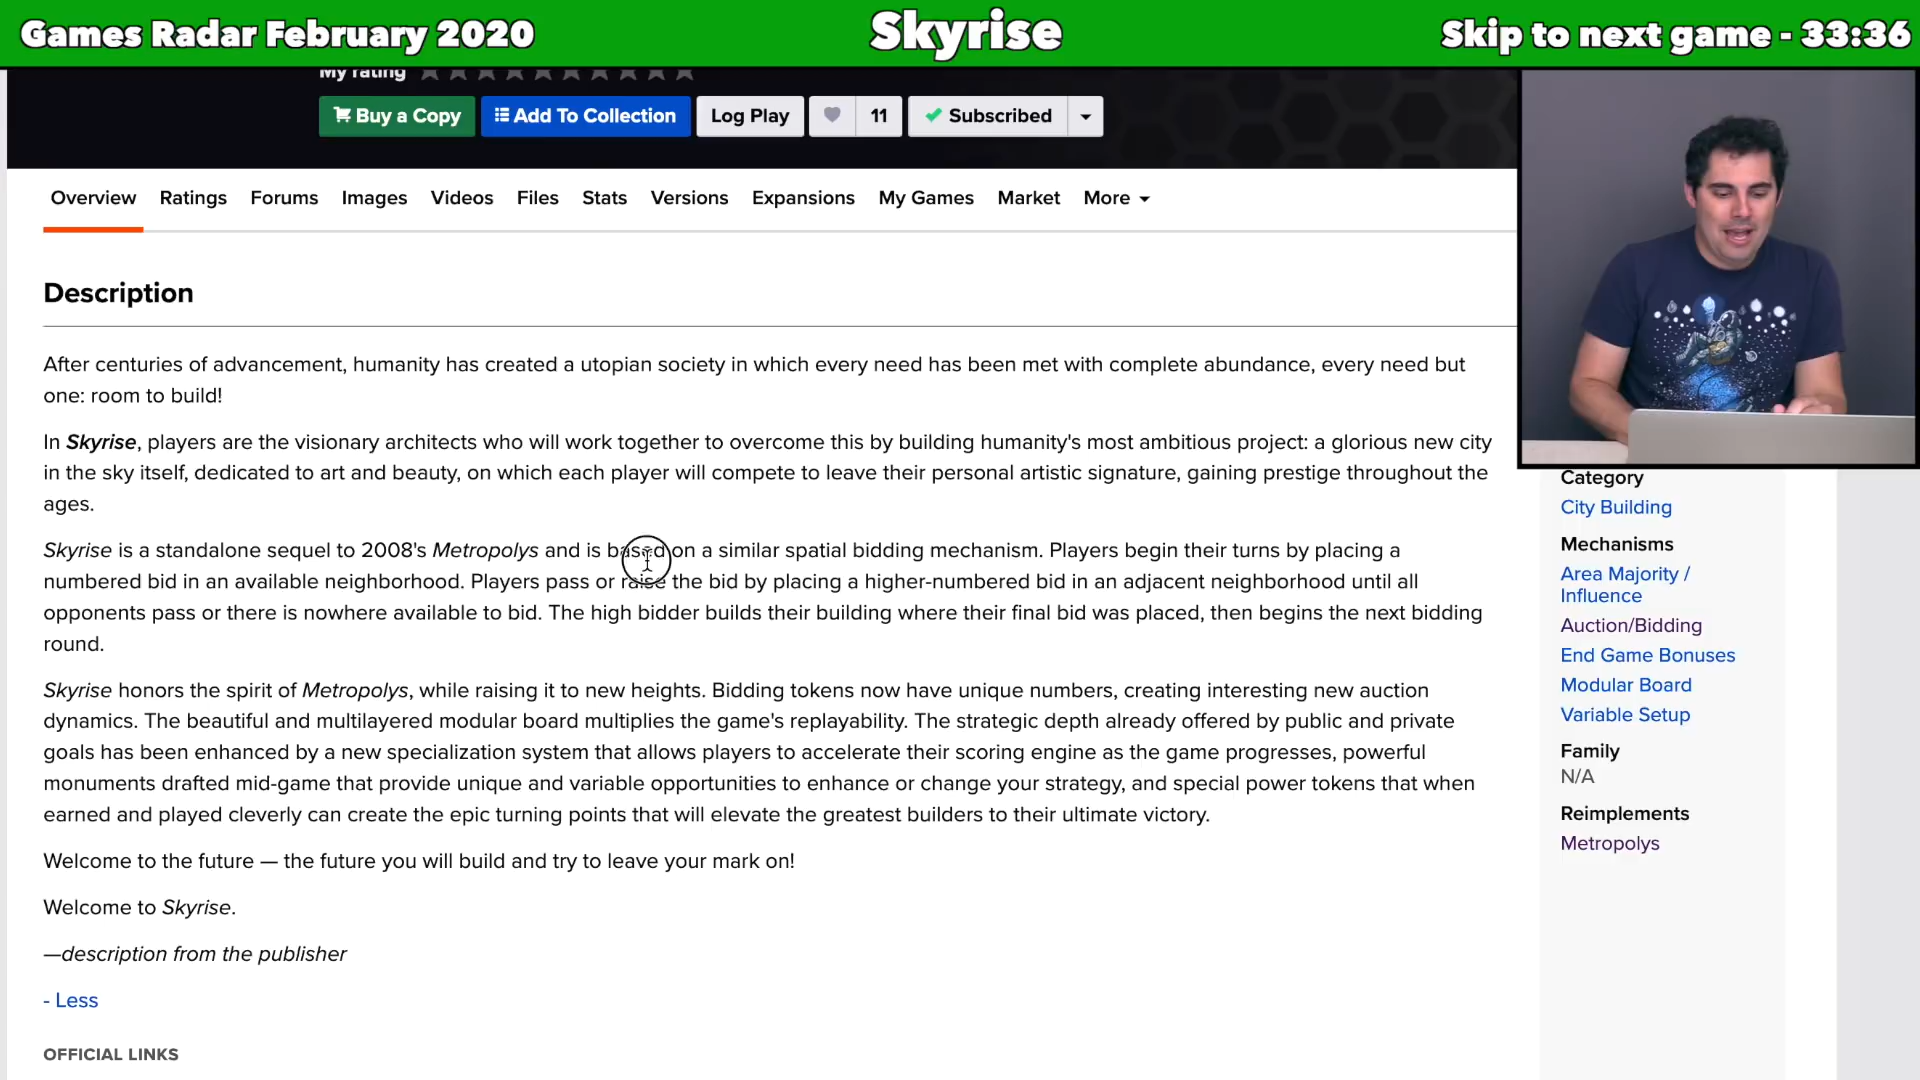 Games Radar February 2020
Skyrise
Skip to next game - 33:36
My rating
Buy a Copy
Add To Collection
Log Play
11
Subscribed
Overview
Ratings
Forums
Images
Videos
Files
Stats
Versions
Expansions
My Games
Market
More
Description
After centuries of advancement, humanity has created a utopian society in which every need has been met with complete abundance, every need but
one: room to build!
In Skyrise, players are the visionary architects who will work together to overcome this by building humanity's most ambitious project: a glorious new city
in the sky itself, dedicated to art and beauty, on which each player will compete to leave their personal artistic signature, gaining prestige throughout the
ages.
Skyrise is a standalone sequel to 2008's Metropolys and is based on a similar spatial bidding mechanism. Players begin their turns by placing a
numbered bid in an available neighborhood. Players pass or raise the bid by placing a higher-numbered bid in an adjacent neighborhood until all
opponents pass or there is nowhere available to bid. The high bidder builds their building where their final bid was placed, then begins the next bidding
round.
Skyrise honors the spirit of Metropolys, while raising it to new heights. Bidding tokens now have unique numbers, creating interesting new auction
dynamics. The beautiful and multilayered modular board multiplies the game's replayability. The strategic depth already offered by public and private
goals has been enhanced by a new specialization system that allows players to accelerate their scoring engine as the game progresses, powerful
monuments drafted mid-game that provide unique and variable opportunities to enhance or change your strategy, and special power tokens that when
earned and played cleverly can create the epic turning points that will elevate the greatest builders to their ultimate victory.
Welcome to the future — the future you will build and try to leave your mark on!
Welcome to Skyrise.
—description from the publisher
- Less
OFFICIAL LINKS
Category
City Building
Mechanisms
Area Majority /
Influence
Auction/Bidding
End Game Bonuses
Modular Board
Variable Setup
Family
N/A
Reimplements
Metropolys